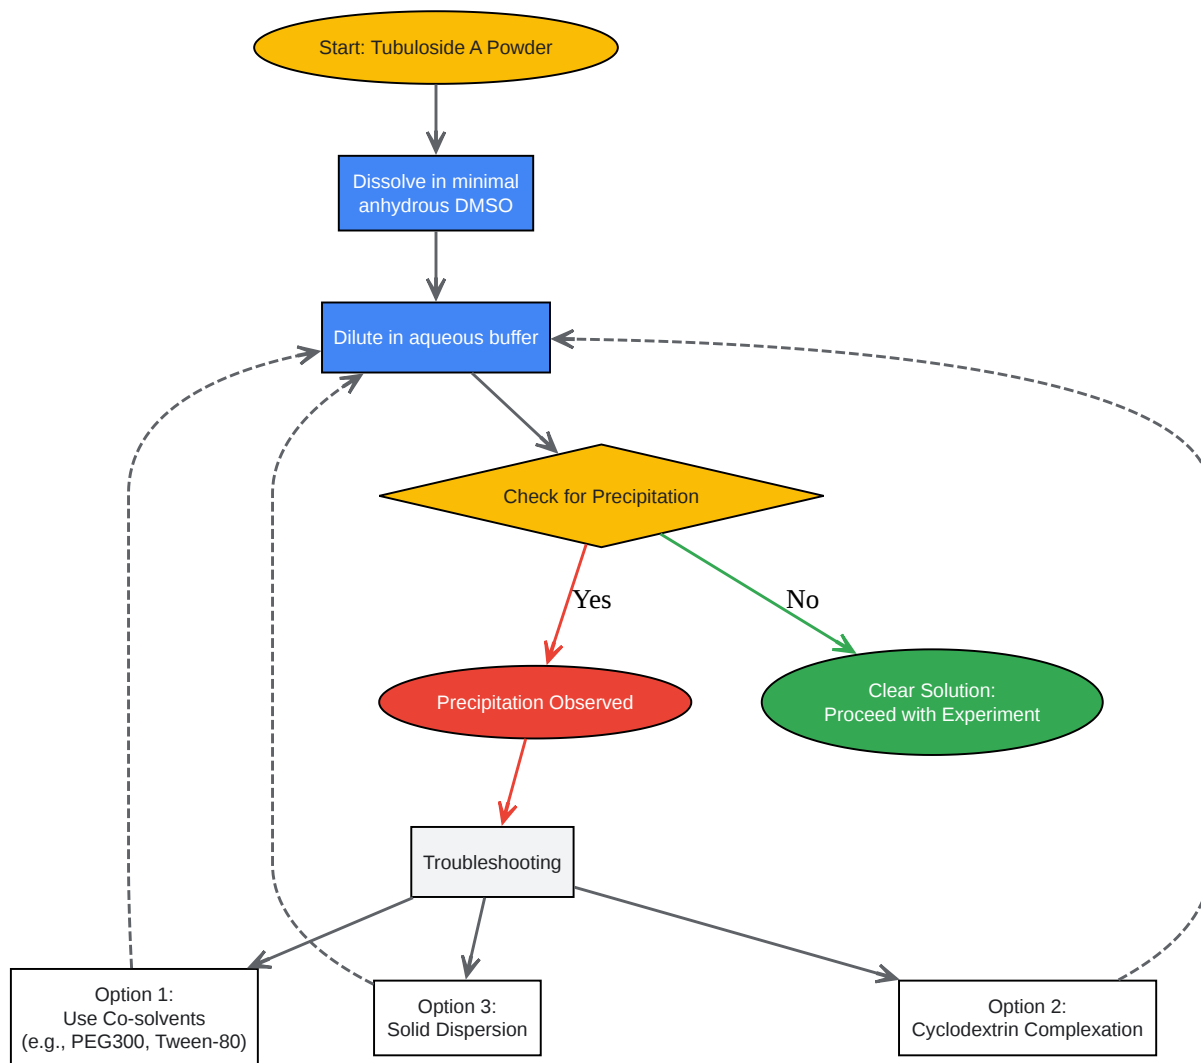 Start: Tubuloside A Powder
Dissolve in minimal
anhydrous DMSO
Dilute in aqueous buffer
Check for Precipitation
Yes
No
Precipitation Observed
Clear Solution:
Proceed with Experiment
Troubleshooting
Option 1:
Use Co-solvents
(e.g., PEG300, Tween-80)
Option 3:
Solid Dispersion
Option 2:
Cyclodextrin Complexation